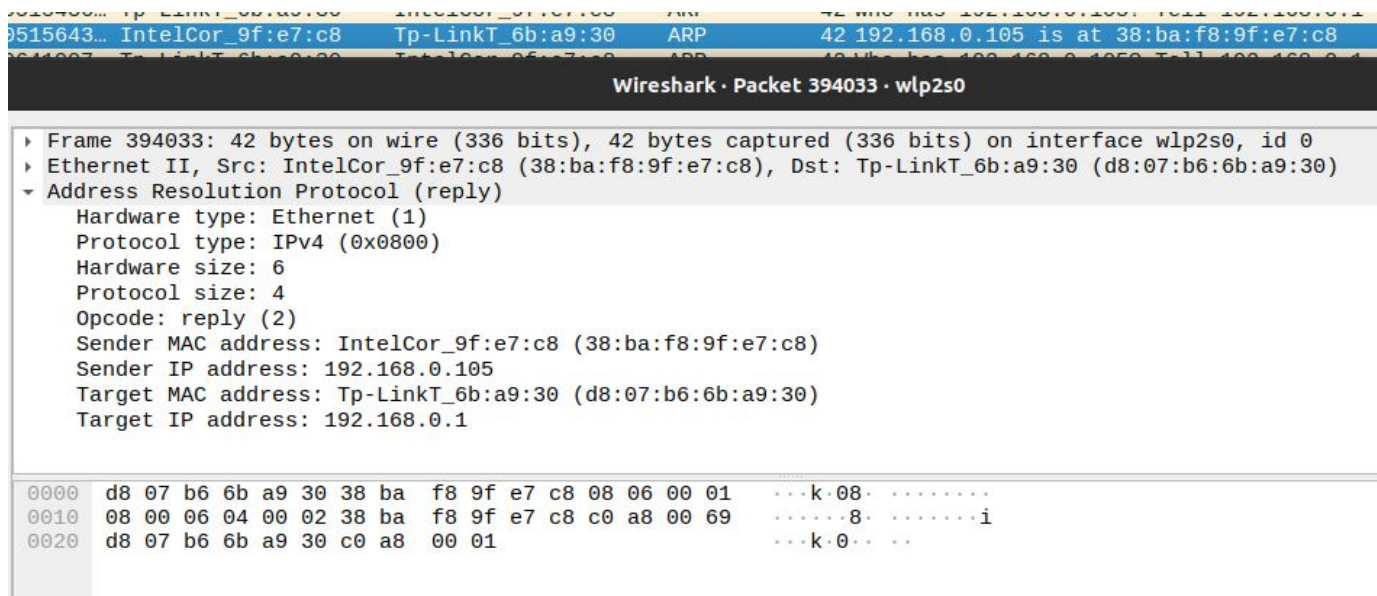 0515643… IntelCor_9f:e7:c8 Tp-LinkT_6b:a9:30 ARP 42 192.168.0.105 is at 38:ba:f8:9f:e7:c8
Wireshark · Packet 394033 · wlp2s0
Frame 394033: 42 bytes on wire (336 bits), 42 bytes captured (336 bits) on interface wlp2s0, id 0
Ethernet II, Src: IntelCor_9f:e7:c8 (38:ba:f8:9f:e7:c8), Dst: Tp-LinkT_6b:a9:30 (d8:07:b6:6b:a9:30)
Address Resolution Protocol (reply)
Hardware type: Ethernet (1)
Protocol type: IPv4 (0x0800)
Hardware size: 6
Protocol size: 4
Opcode: reply (2)
Sender MAC address: IntelCor_9f:e7:c8 (38:ba:f8:9f:e7:c8)
Sender IP address: 192.168.0.105
Target MAC address: Tp-LinkT_6b:a9:30 (d8:07:b6:6b:a9:30)
Target IP address: 192.168.0.1
0000 d8 07 b6 6b a9 30 38 ba f8 9f e7 c8 08 06 00 01 ···k·08· ········
0010 08 00 06 04 00 02 38 ba f8 9f e7 c8 c0 a8 00 69 ······8· ·······i
0020 d8 07 b6 6b a9 30 c0 a8 00 01 ···k·0·· ··